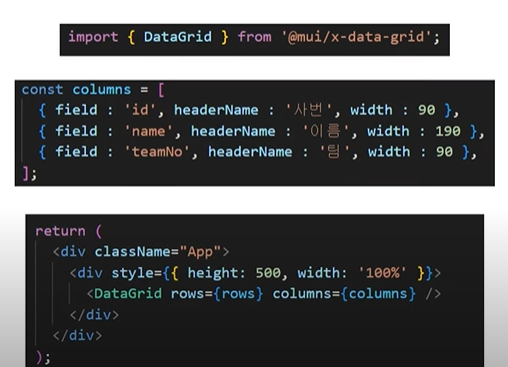 import { DataGrid } from '@mui/x-data-grid';
const columns = [
{ field : 'id', headerName : '사번', width : 90 },
{ field : 'name', headerName : '이름', width : 190 },
{ field : 'teamNo', headerName : '팀', width : 90 },
];
return (
<div className="App">
<div style={{ height: 500, width: '100%' }}>
<DataGrid rows={rows} columns={columns} />
</div>
</div>
);